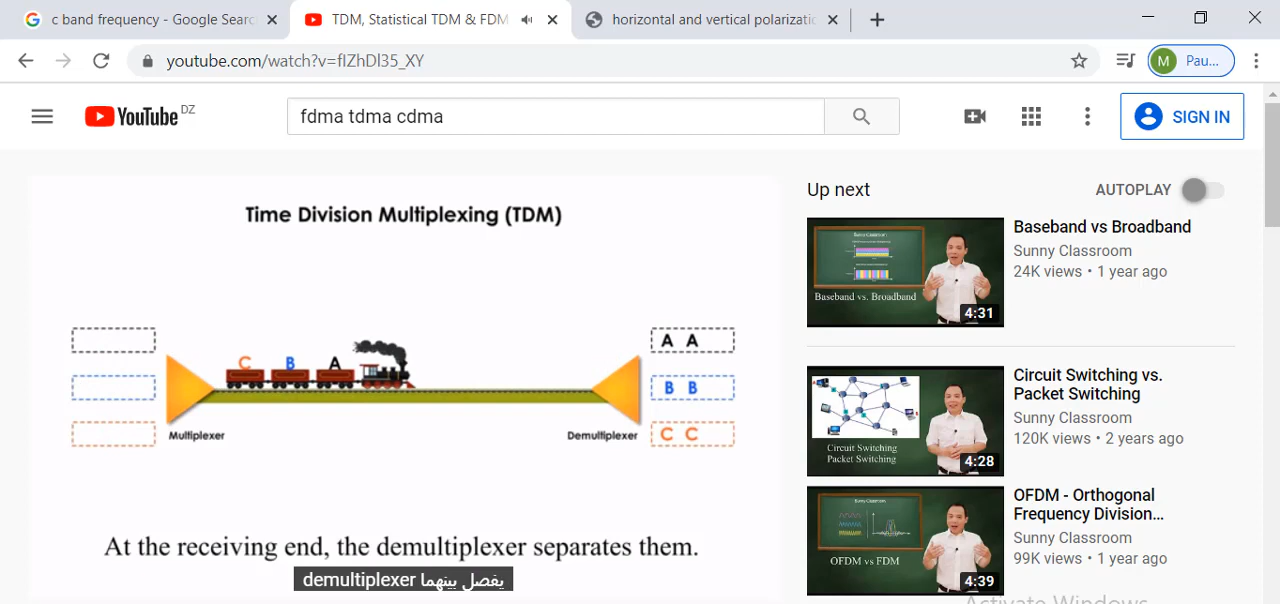 c band frequency - Google Searc
TDM, Statistical TDM & FDM
horizontal and vertical polarizatio
youtube.com/watch?v=fIZhDl35_XY
M Pau...
YouTube DZ
fdma tdma cdma
SIGN IN
Time Division Multiplexing (TDM)
C B A
Multiplexer
Demultiplexer
A A
B B
C C
At the receiving end, the demultiplexer separates them.
يفصل بينهما demultiplexer
Up next
AUTOPLAY
Baseband vs. Broadband
4:31
Baseband vs Broadband
Sunny Classroom
24K views • 1 year ago
Circuit Switching
Packet Switching
4:28
Circuit Switching vs.
Packet Switching
Sunny Classroom
120K views • 2 years ago
OFDM vs FDM
4:39
OFDM - Orthogonal
Frequency Division...
Sunny Classroom
99K views • 1 year ago
Activate Windows